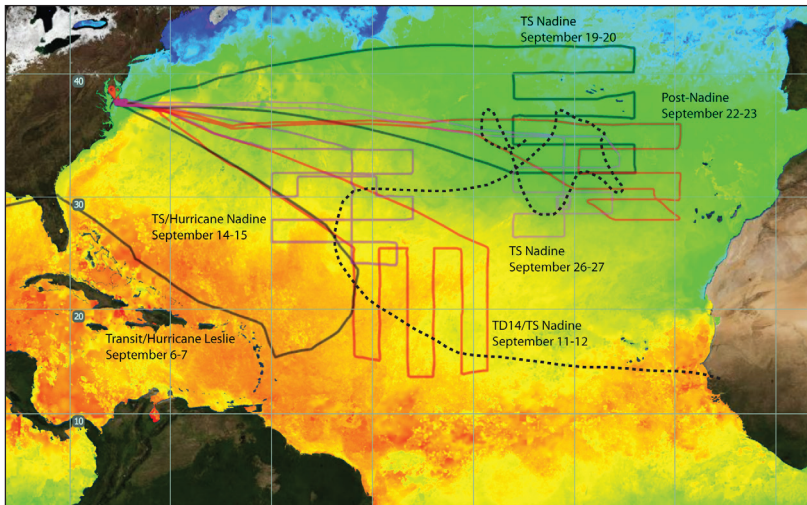 TS Nadine
September 19-20
40
Post-Nadine
September 22-23
30
TS/Hurricane Nadine
September 14-15
TS Nadine
September 26-27
20
TD14/TS Nadine
September 11-12
Transit/Hurricane Leslie
September 6-7
10